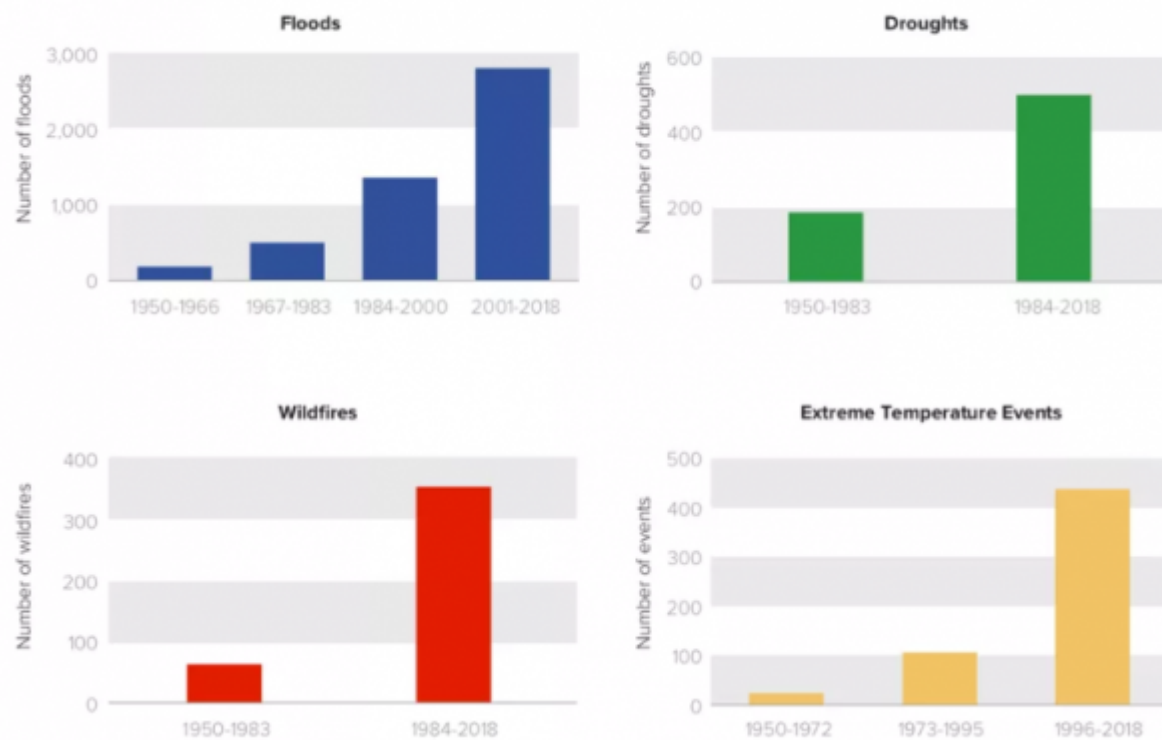 Floods
Number of floods
3,000
2,000
1,000
0
1950-1966 1967-1983 1984-2000 2001-2018
Droughts
Number of droughts
600
400
200
0
1950-1983 1984-2018
Wildfires
Number of wildfires
400
300
200
100
0
1950-1983 1984-2018
Extreme Temperature Events
Number of events
500
400
300
200
100
0
1950-1972 1973-1995 1996-2018